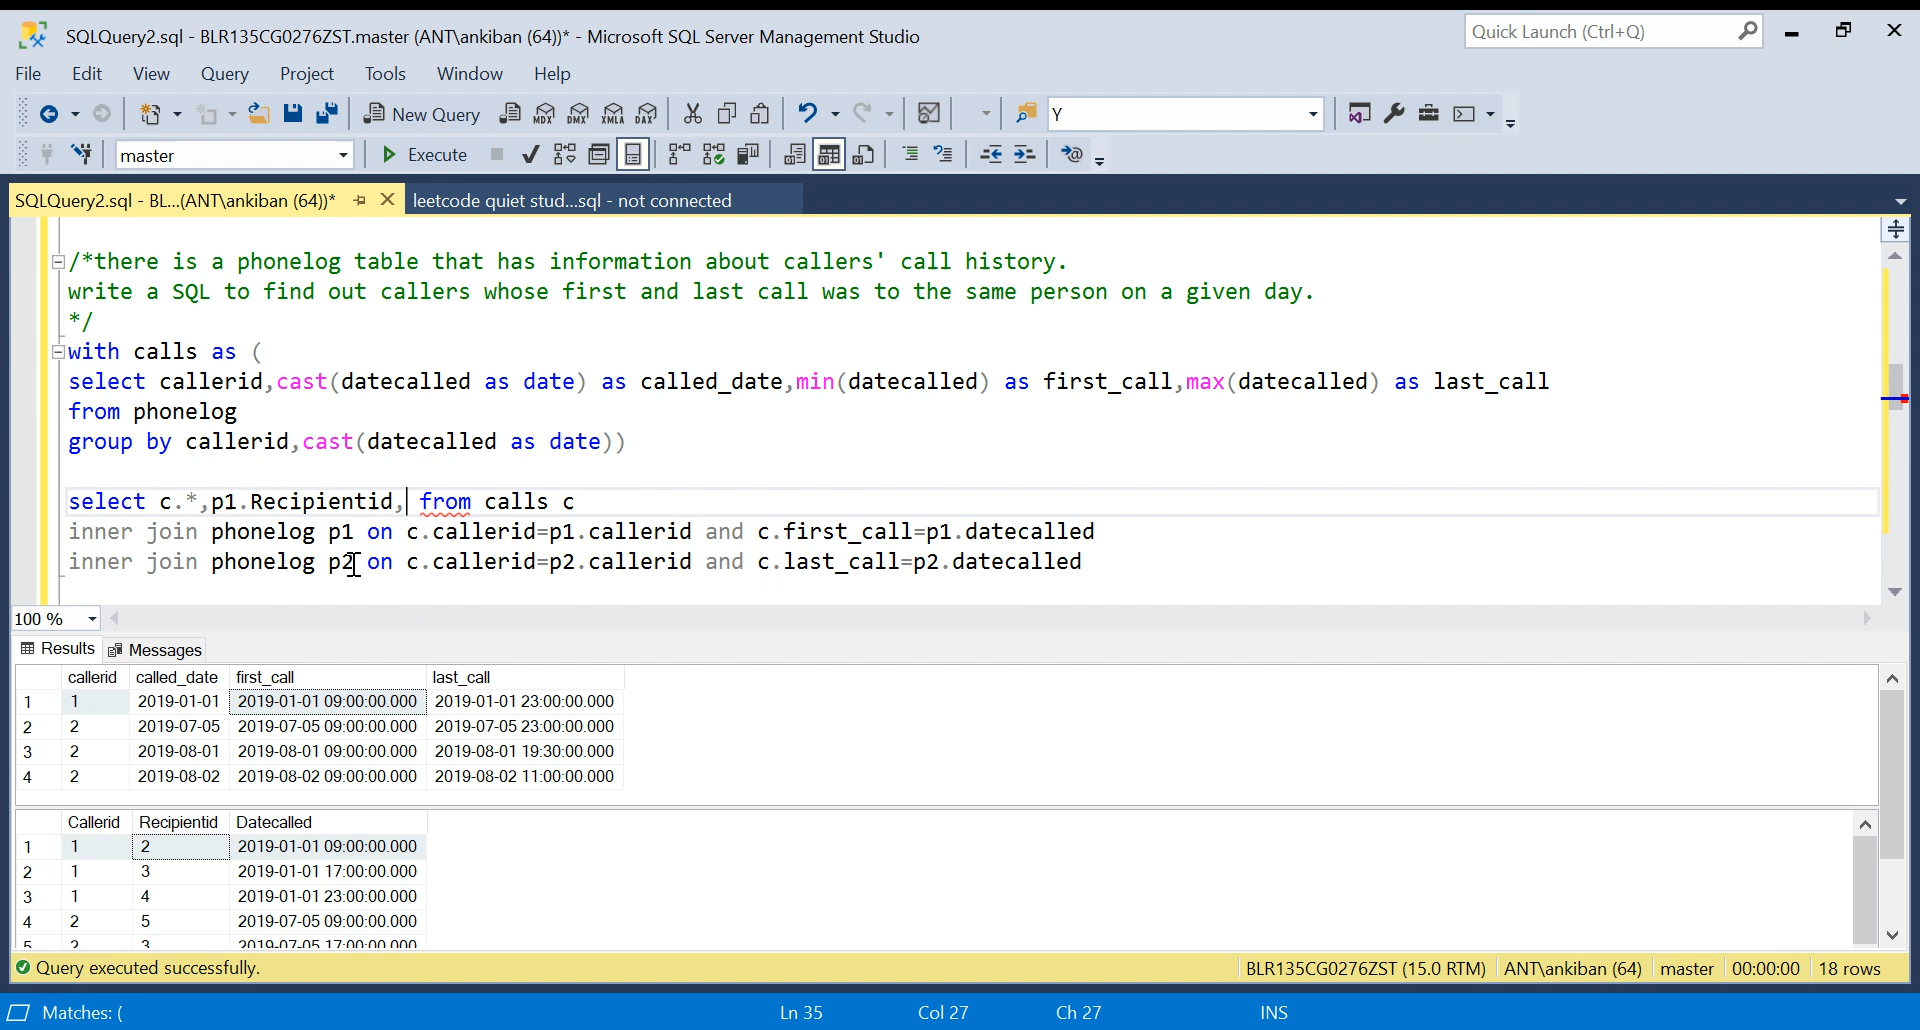 SQLQuery2.sql - BLR135CG0276ZST.master (ANT\ankiban (64))* - Microsoft SQL Server Management Studio
Quick Launch (Ctrl+Q)
File Edit View Query Project Tools Window Help
New Query MDX DMX XMLA DAX Y
master Execute
SQLQuery2.sql - BL...(ANT\ankiban (64))* leetcode quiet stud...sql - not connected
/*there is a phonelog table that has information about callers' call history.
write a SQL to find out callers whose first and last call was to the same person on a given day.
*/
with calls as (
select callerid,cast(datecalled as date) as called_date,min(datecalled) as first_call,max(datecalled) as last_call
from phonelog
group by callerid,cast(datecalled as date))
select c.*,p1.Recipientid, from calls c
inner join phonelog p1 on c.callerid=p1.callerid and c.first_call=p1.datecalled
inner join phonelog p2 on c.callerid=p2.callerid and c.last_call=p2.datecalled
100 %
Results Messages
callerid called_date first_call last_call
1 1 2019-01-01 2019-01-01 09:00:00.000 2019-01-01 23:00:00.000
2 2 2019-07-05 2019-07-05 09:00:00.000 2019-07-05 23:00:00.000
3 2 2019-08-01 2019-08-01 09:00:00.000 2019-08-01 19:30:00.000
4 2 2019-08-02 2019-08-02 09:00:00.000 2019-08-02 11:00:00.000
Callerid Recipientid Datecalled
1 1 2 2019-01-01 09:00:00.000
2 1 3 2019-01-01 17:00:00.000
3 1 4 2019-01-01 23:00:00.000
4 2 5 2019-07-05 09:00:00.000
5 2 3 2019-07-05 17:00:00.000
Query executed successfully. BLR135CG0276ZST (15.0 RTM) ANT\ankiban (64) master 00:00:00 18 rows
Matches: ( Ln 35 Col 27 Ch 27 INS